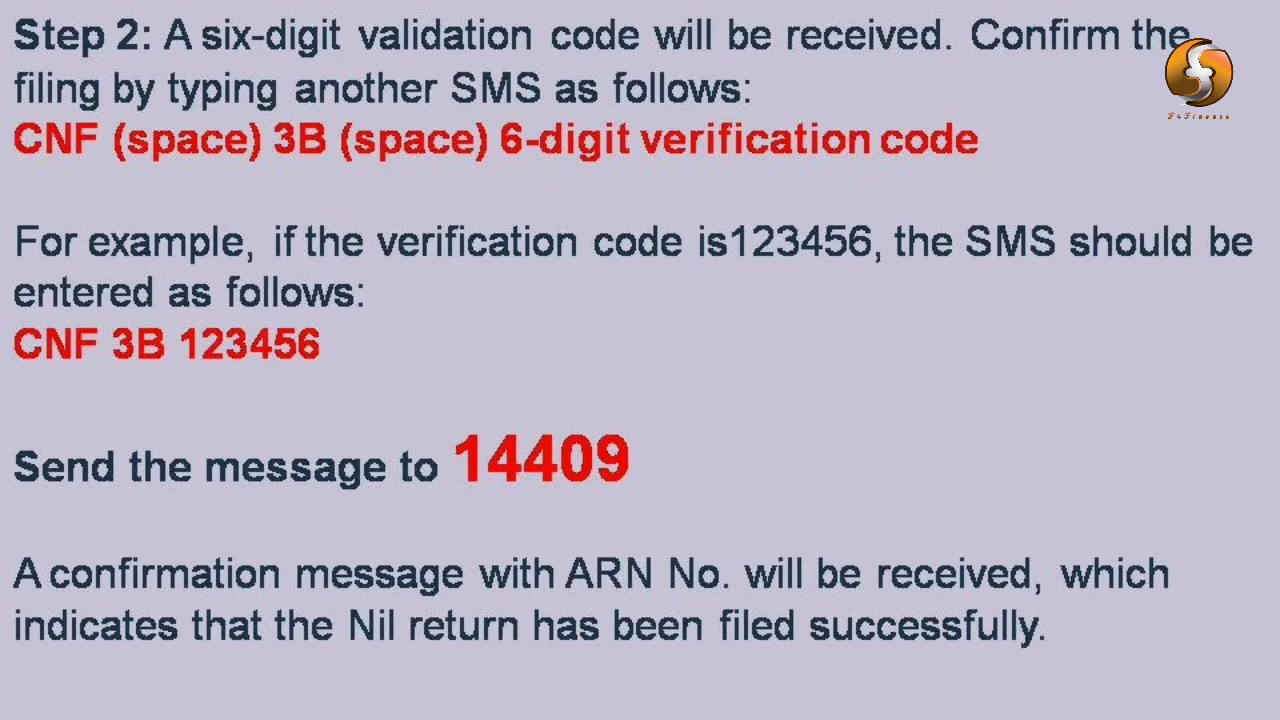 Step 2: A six-digit validation code will be received. Confirm the
filing by typing another SMS as follows:
CNF (space) 3B (space) 6-digit verification code
For example, if the verification code is123456, the SMS should be
entered as follows:
CNF 3B 123456
Send the message to 14409
A confirmation message with ARN No. will be received, which
indicates that the Nil return has been filed successfully.